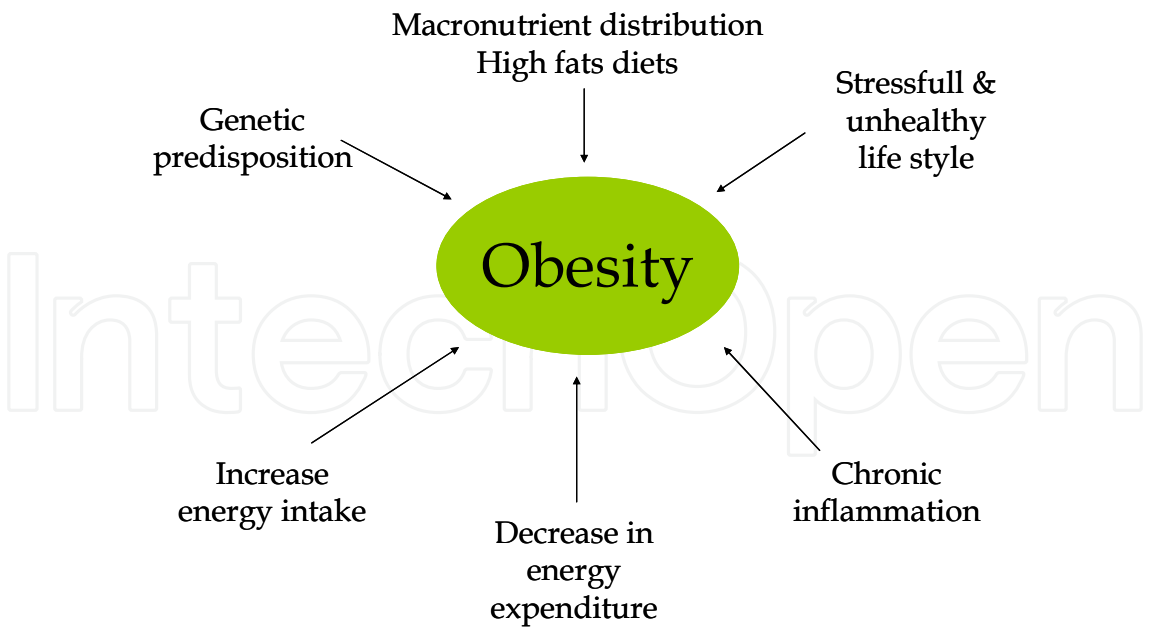 Macronutrient distribution
High fats diets
Stressfull &
unhealthy
life style
Genetic
predisposition
Obesity
IntechOpen
Increase
energy intake
Decrease in
energy
expenditure
Chronic
inflammation